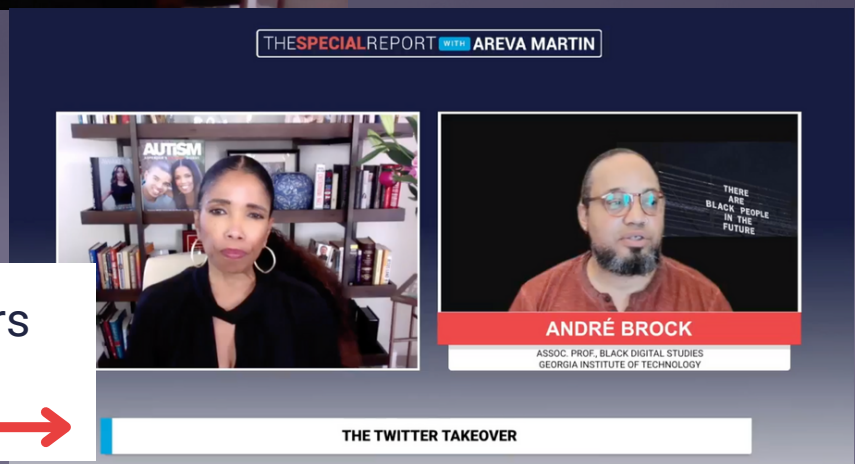 THESPECIALREPORT WITH AREVA MARTIN
AUTISM
THERE
ARE
BLACK PEOPLE
IN THE
FUTURE
rs
ANDRÉ BROCK
ASSOC. PROF., BLACK DIGITAL STUDIES
GEORGIA INSTITUTE OF TECHNOLOGY
THE TWITTER TAKEOVER